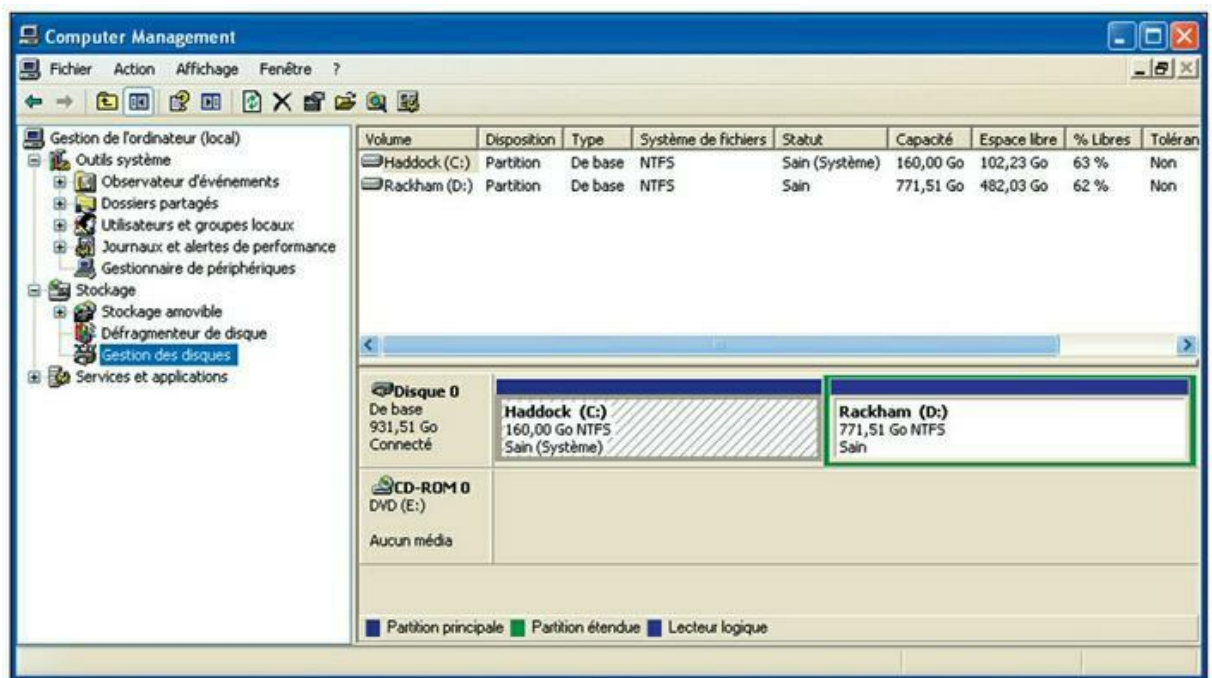 Computer Management
Fichier Action Affichage Fenêtre ?
Gestion de l'ordinateur (local)
Outils système
Observateur d'événements
Dossiers partagés
Utilisateurs et groupes locaux
Journaux et alertes de performance
Gestionnaire de périphériques
Stockage
Stockage amovible
Défragmenteur de disque
Gestion des disques
Services et applications
Volume Disposition Type Système de fichiers Statut Capacité Espace libre % Libres Toléran
Haddock (C:) Partition De base NTFS Sain (Système) 160,00 Go 102,23 Go 63 % Non
Rackham (D:) Partition De base NTFS Sain 771,51 Go 482,03 Go 62 % Non
Disque 0
De base
931,51 Go
Connecté
Haddock (C:)
160,00 Go NTFS
Sain (Système)
Rackham (D:)
771,51 Go NTFS
Sain
CD-ROM 0
DVD (E:)
Aucun média
Partition principale Partition étendue Lecteur logique